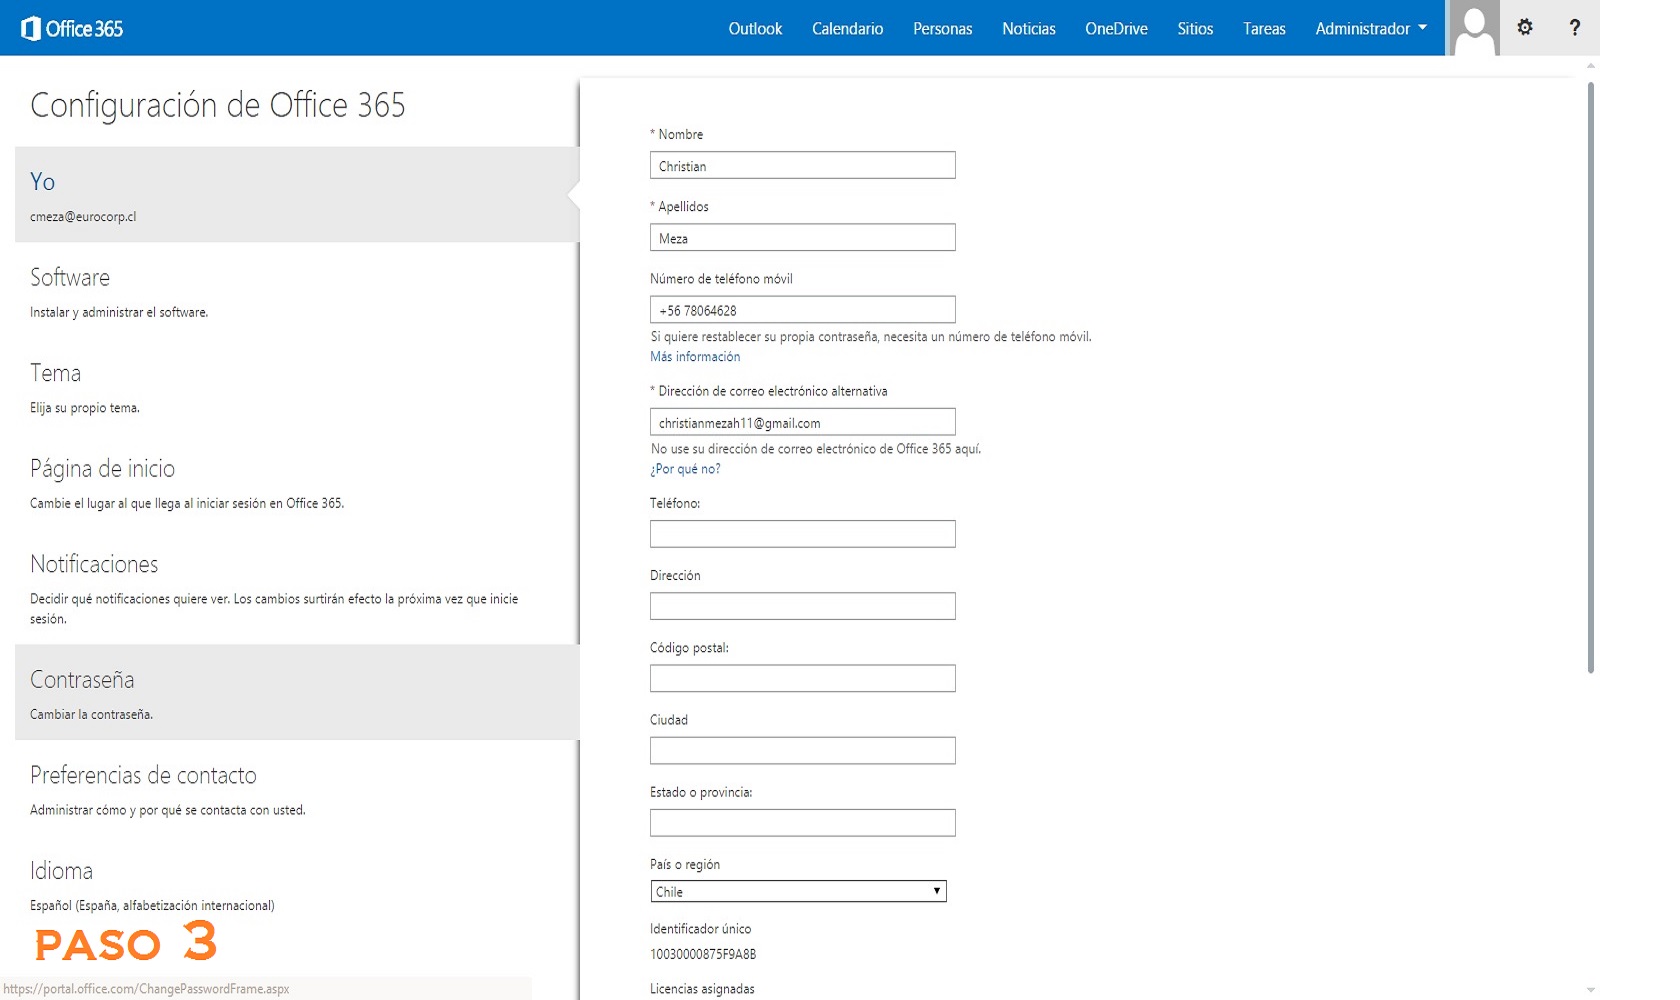 Office 365
Outlook Calendario Personas Noticias OneDrive Sitios Tareas Administrador ?
Configuración de Office 365
Yo
cmeza@eurocorp.cl
Software
Instalar y administrar el software.
Tema
Elija su propio tema.
Página de inicio
Cambie el lugar al que llega al iniciar sesión en Office 365.
Notificaciones
Decidir qué notificaciones quiere ver. Los cambios surtirán efecto la próxima vez que inicie
sesión.
Contraseña
Cambiar la contraseña.
Preferencias de contacto
Administrar cómo y por qué se contacta con usted.
Idioma
Español (España, alfabetización internacional)
PASO 3
https://portal.office.com/ChangePasswordFrame.aspx
* Nombre
Christian
* Apellidos
Meza
Número de teléfono móvil
+56 78064628
Si quiere restablecer su propia contraseña, necesita un número de teléfono móvil.
Más información
* Dirección de correo electrónico alternativa
christianmezah11@gmail.com
No use su dirección de correo electrónico de Office 365 aquí.
¿Por qué no?
Teléfono:
Dirección
Código postal:
Ciudad
Estado o provincia:
País o región
Chile
Identificador único
10030000875F9A8B
Licencias asignadas